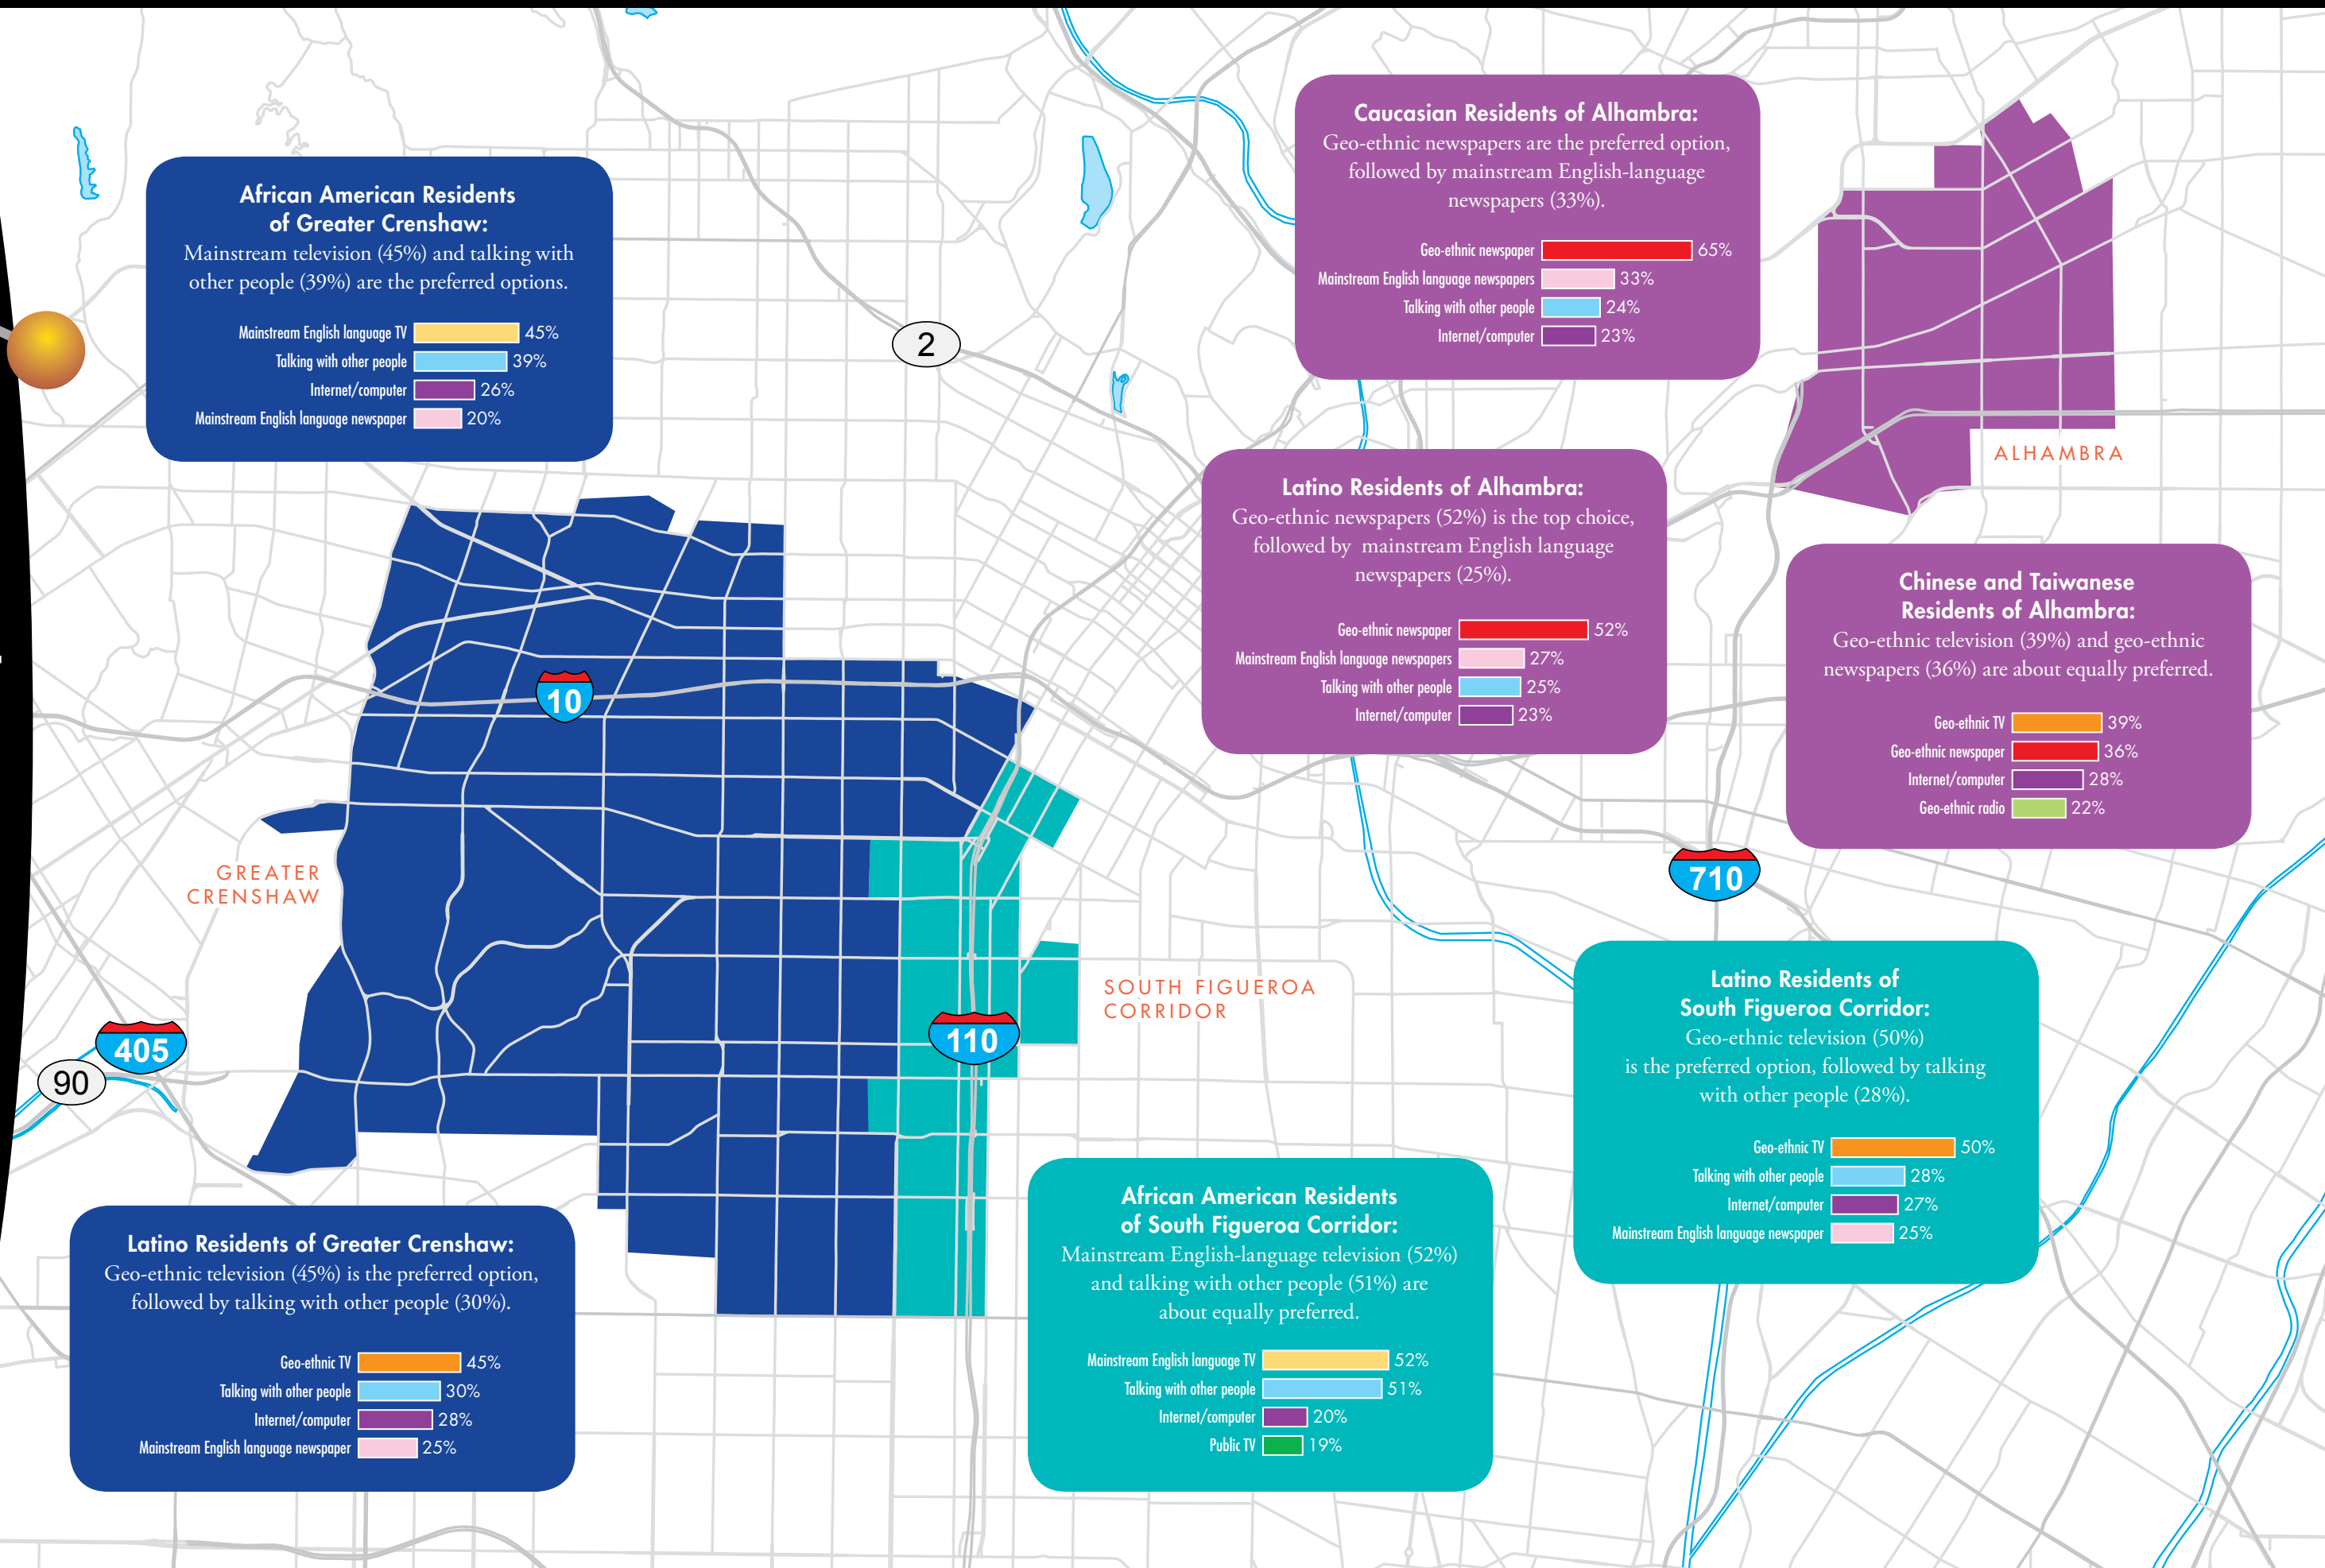 African American Residents
of Greater Crenshaw:
Mainstream television (45%) and talking with
other people (39%) are the preferred options.
Mainstream English language TV 45%
Talking with other people 39%
Internet/computer 26%
Mainstream English language newspaper 20%
Caucasian Residents of Alhambra:
Geo-ethnic newspapers are the preferred option,
followed by mainstream English-language
newspapers (33%).
Geo-ethnic newspaper 65%
Mainstream English language newspapers 33%
Talking with other people 24%
Internet/computer 23%
2
ALHAMBRA
Latino Residents of Alhambra:
Geo-ethnic newspapers (52%) is the top choice,
followed by  mainstream English language
newspapers (25%).
Geo-ethnic newspaper 52%
Mainstream English language newspapers 27%
Talking with other people 25%
Internet/computer 23%
Chinese and Taiwanese
Residents of Alhambra:
Geo-ethnic television (39%) and geo-ethnic
newspapers (36%) are about equally preferred.
Geo-ethnic TV 39%
Geo-ethnic newspaper 36%
Internet/computer 28%
Geo-ethnic radio 22%
10
710
GREATER
CRENSHAW
SOUTH FIGUEROA
CORRIDOR
110
405
90
Latino Residents of
South Figueroa Corridor:
Geo-ethnic television (50%)
is the preferred option, followed by talking
with other people (28%).
Geo-ethnic TV 50%
Talking with other people 28%
Internet/computer 27%
Mainstream English language newspaper 25%
African American Residents
of South Figueroa Corridor:
Mainstream English-language television (52%)
and talking with other people (51%) are
about equally preferred.
Mainstream English language TV 52%
Talking with other people 51%
Internet/computer 20%
Public TV 19%
Latino Residents of Greater Crenshaw:
Geo-ethnic television (45%) is the preferred option,
followed by talking with other people (30%).
Geo-ethnic TV 45%
Talking with other people 30%
Internet/computer 28%
Mainstream English language newspaper 25%